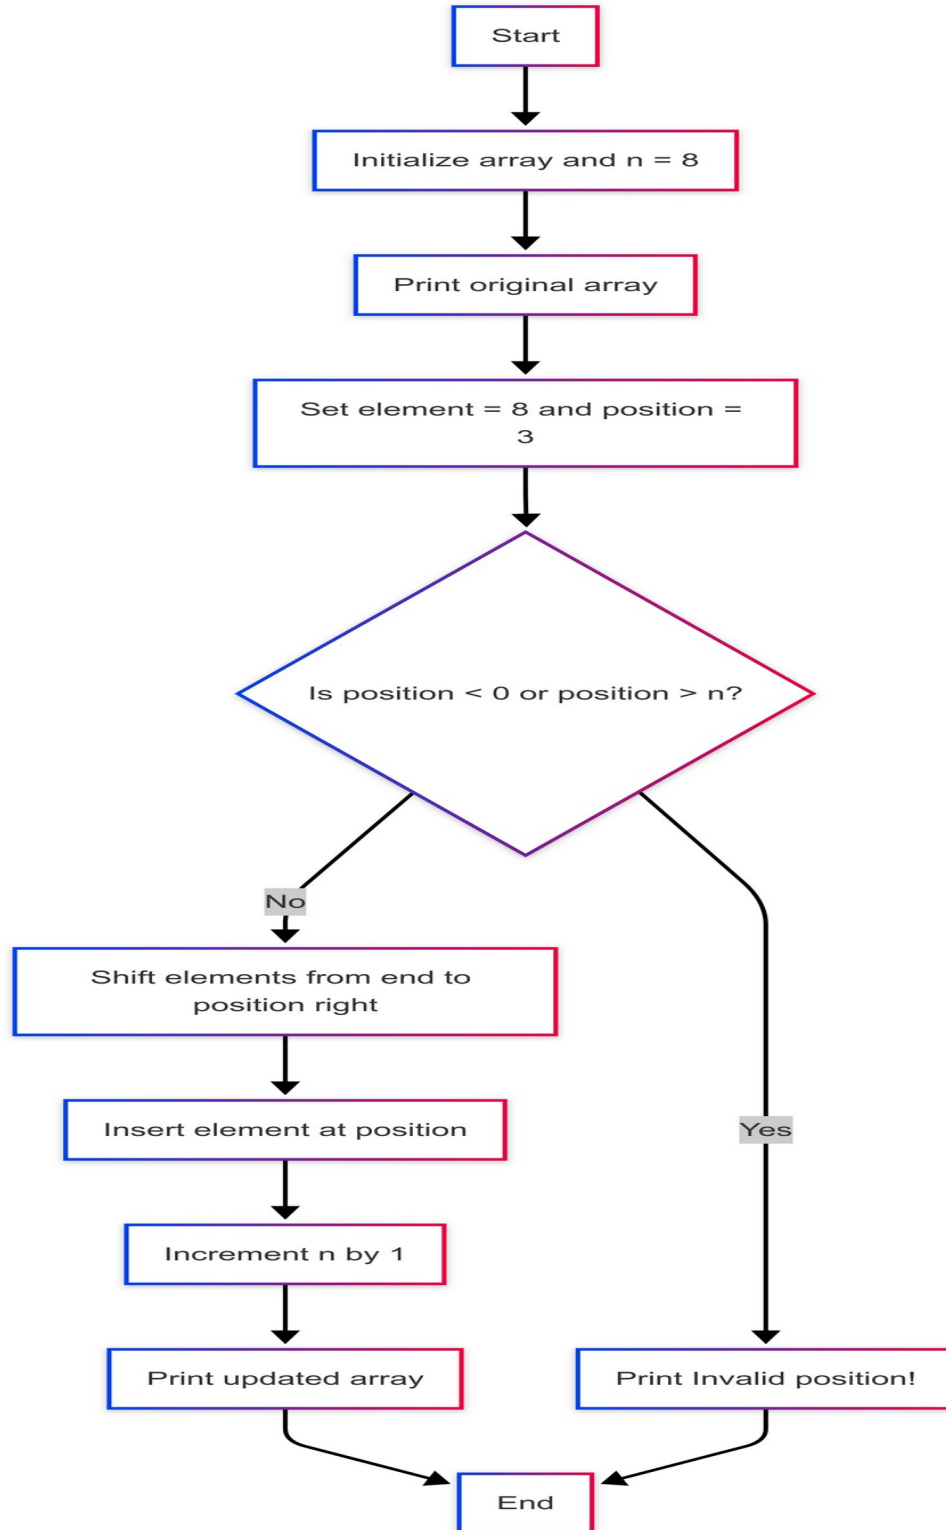 Start
Initialize array and n = 8
Print original array
Set element = 8 and position =
3
Is position < 0 or position > n?
No
Shift elements from end to
position right
Insert element at position
Yes
Increment n by 1
Print updated array
Print Invalid position!
End